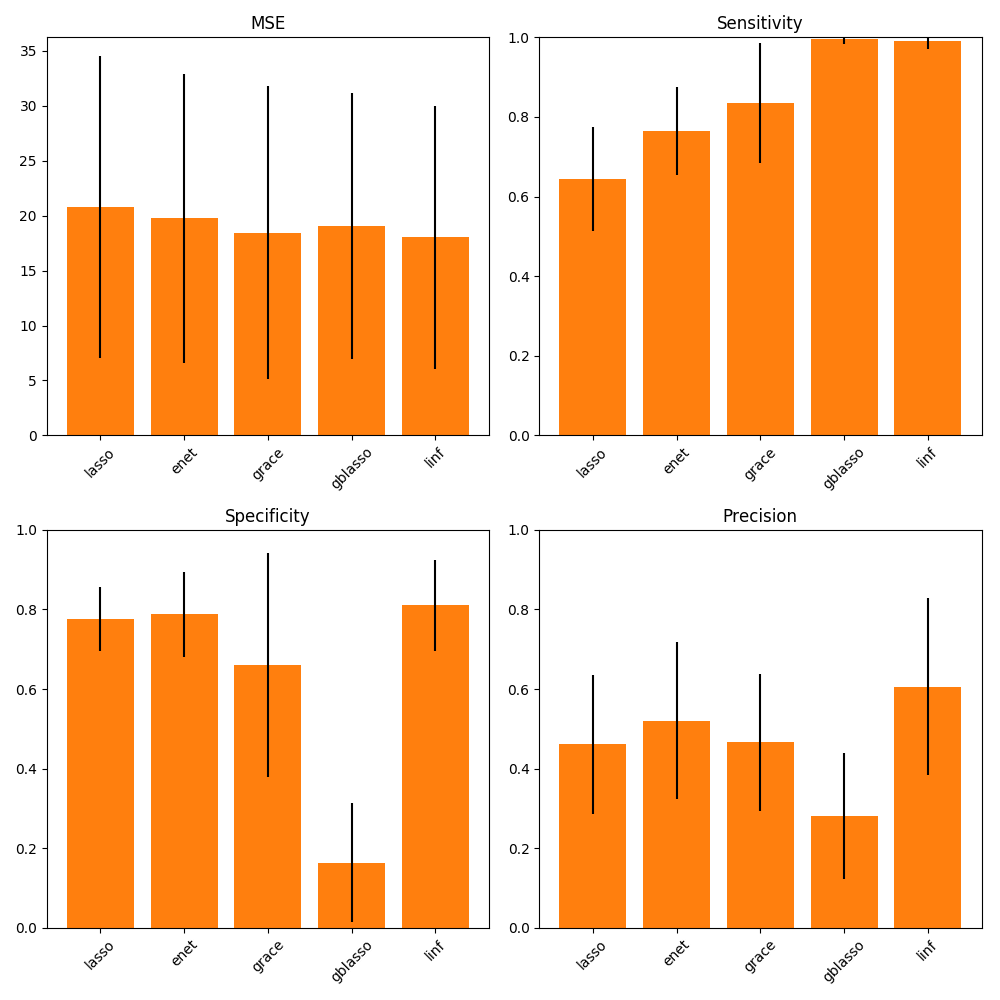 MSE
35
30
25
20
15
10
5
0
lasso
enet
grace
gblasso
linf
Sensitivity
1.0
0.8
0.6
0.4
0.2
0.0
lasso
enet
grace
gblasso
linf
Specificity
1.0
0.8
0.6
0.4
0.2
0.0
lasso
enet
grace
gblasso
linf
Precision
1.0
0.8
0.6
0.4
0.2
0.0
lasso
enet
grace
gblasso
linf